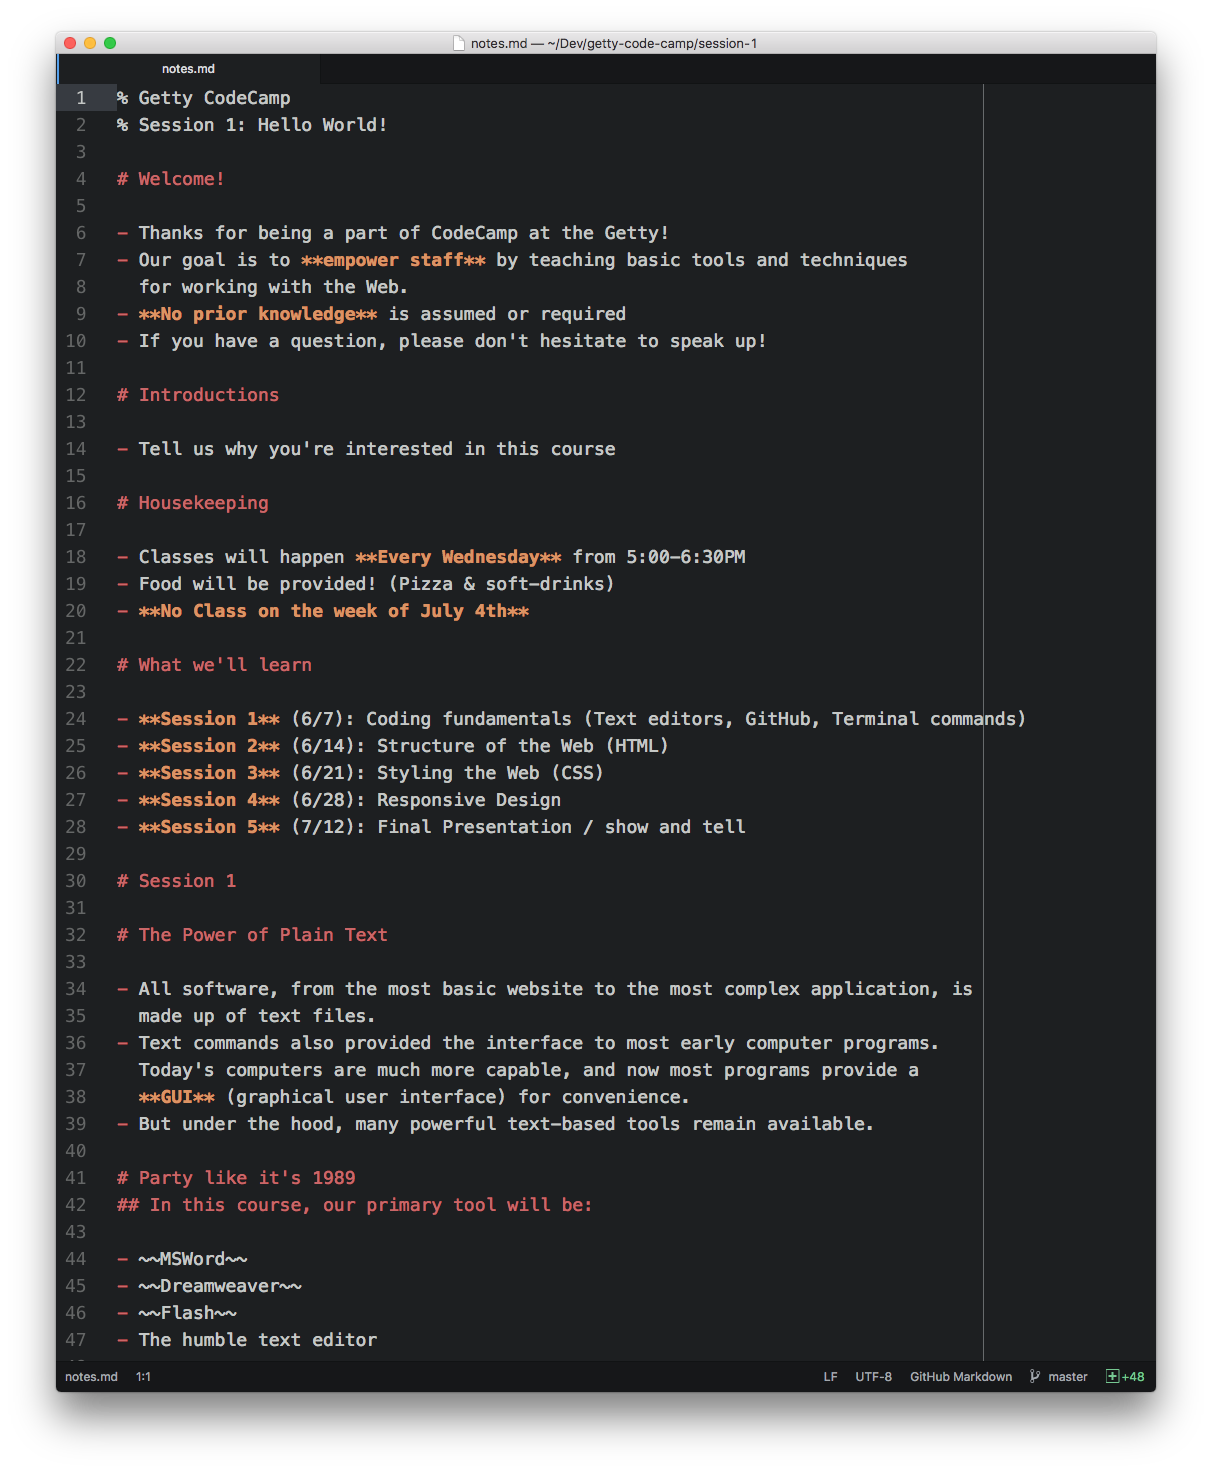 notes.md — ~/Dev/getty-code-camp/session-1
notes.md
1 % Getty CodeCamp
2 % Session 1: Hello World!
3
4 # Welcome!
5
6 - Thanks for being a part of CodeCamp at the Getty!
7 - Our goal is to **empower staff** by teaching basic tools and techniques
8   for working with the Web.
9 - **No prior knowledge** is assumed or required
10 - If you have a question, please don't hesitate to speak up!
11
12 # Introductions
13
14 - Tell us why you're interested in this course
15
16 # Housekeeping
17
18 - Classes will happen **Every Wednesday** from 5:00-6:30PM
19 - Food will be provided! (Pizza & soft-drinks)
20 - **No Class on the week of July 4th**
21
22 # What we'll learn
23
24 - **Session 1** (6/7): Coding fundamentals (Text editors, GitHub, Terminal commands)
25 - **Session 2** (6/14): Structure of the Web (HTML)
26 - **Session 3** (6/21): Styling the Web (CSS)
27 - **Session 4** (6/28): Responsive Design
28 - **Session 5** (7/12): Final Presentation / show and tell
29
30 # Session 1
31
32 # The Power of Plain Text
33
34 - All software, from the most basic website to the most complex application, is
35   made up of text files.
36 - Text commands also provided the interface to most early computer programs.
37   Today's computers are much more capable, and now most programs provide a
38   **GUI** (graphical user interface) for convenience.
39 - But under the hood, many powerful text-based tools remain available.
40
41 # Party like it's 1989
42 ## In this course, our primary tool will be:
43
44 - ~~MSWord~~
45 - ~~Dreamweaver~~
46 - ~~Flash~~
47 - The humble text editor
notes.md 1:1 LF UTF-8 GitHub Markdown master +48